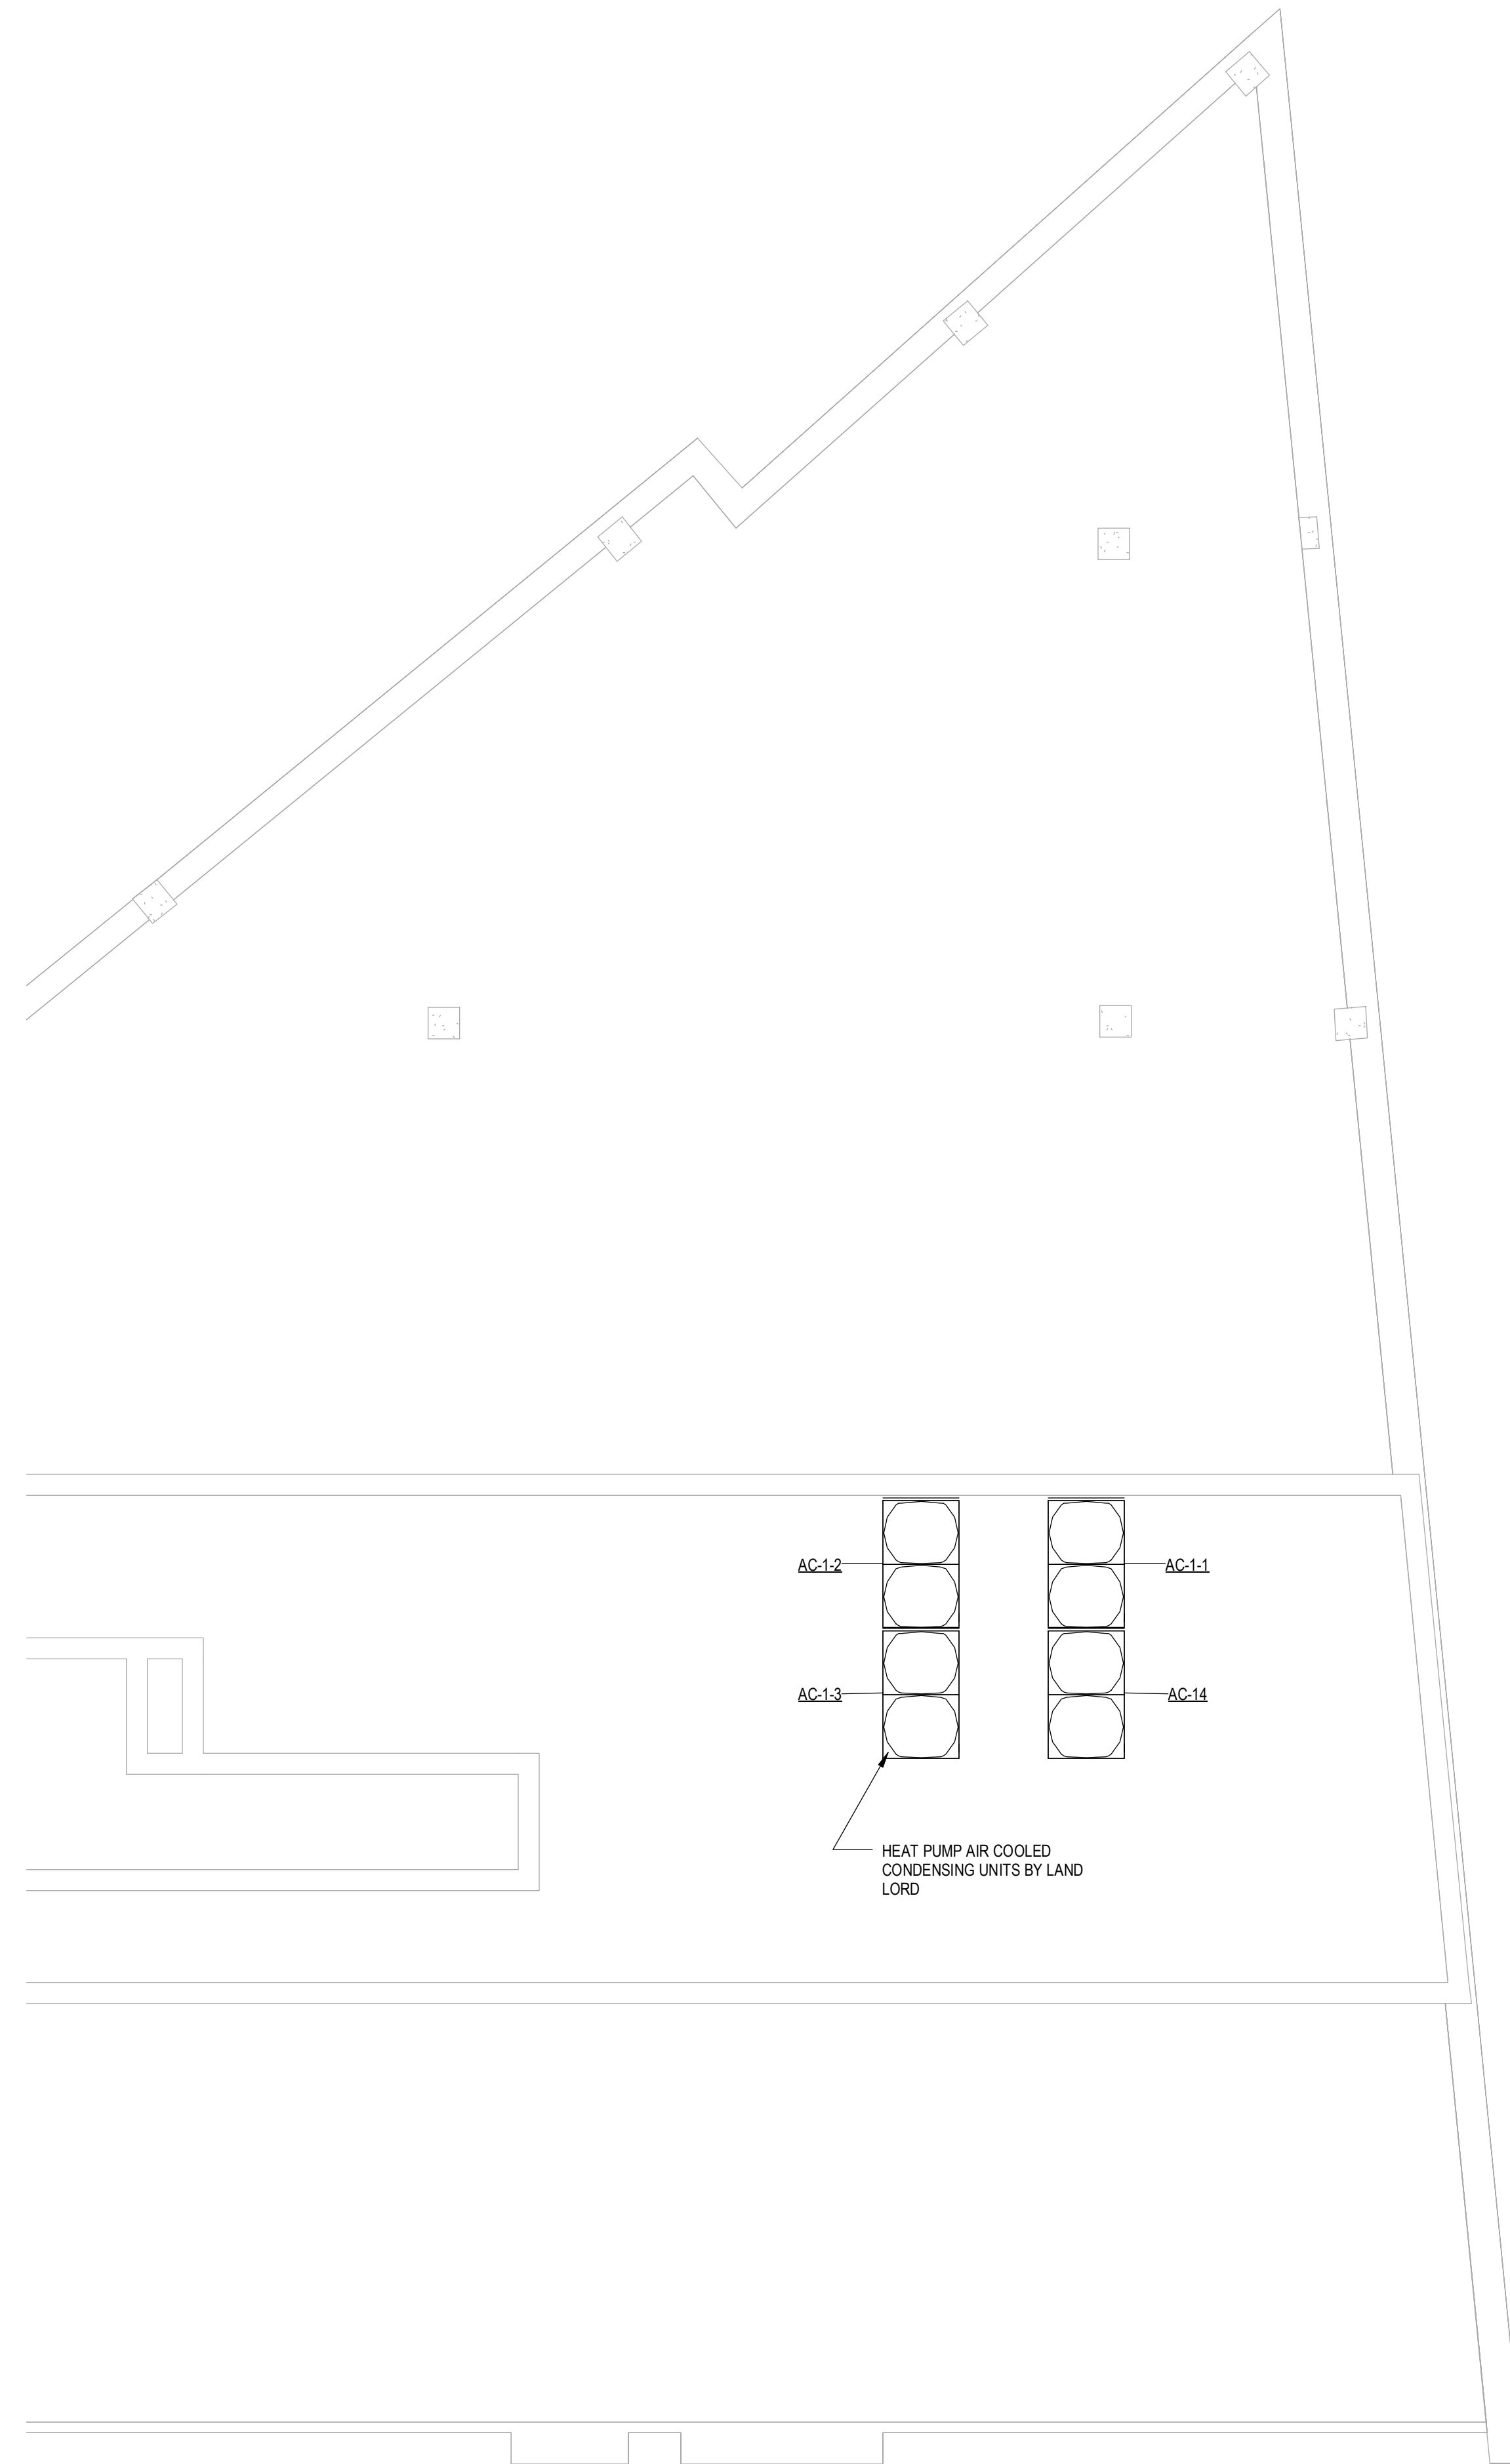 AC-1-2
AC-1-1
AC-1-3
AC-14
HEAT PUMP AIR COOLED
CONDENSING UNITS BY LAND
LORD